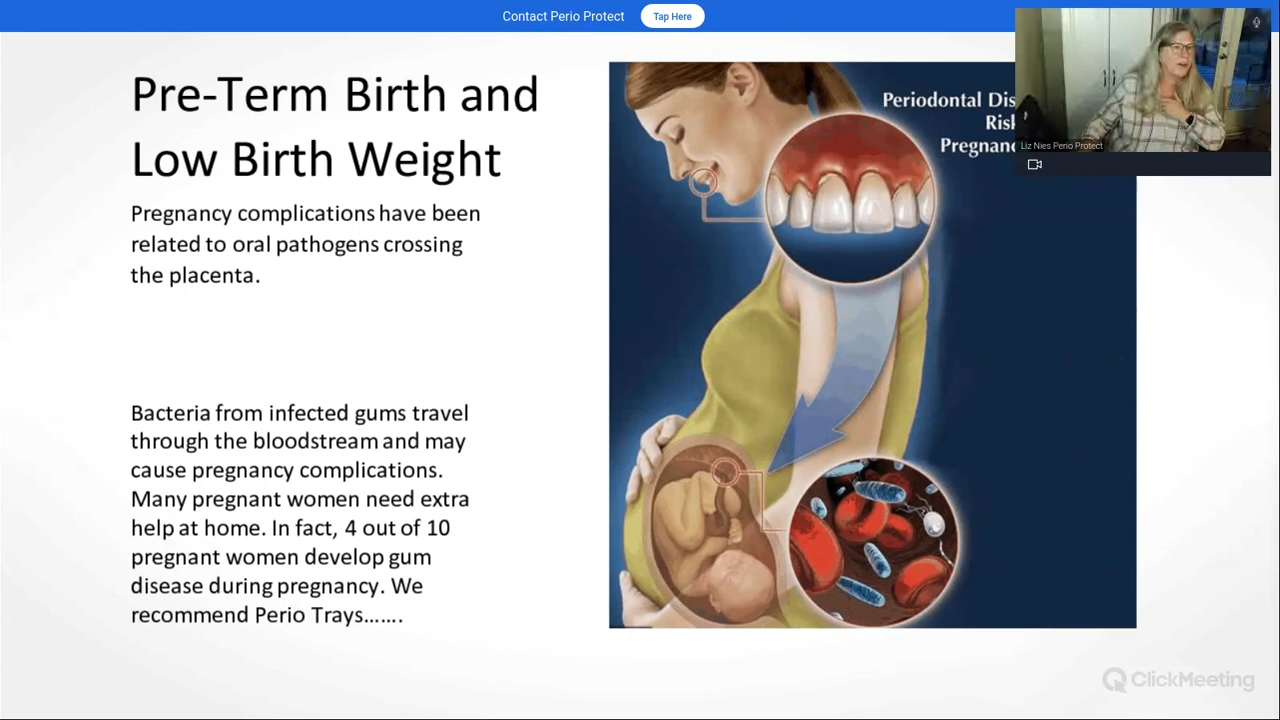 Contact Perio Protect
Tap Here
Pre-Term Birth and
Low Birth Weight
Pregnancy complications have been
related to oral pathogens crossing
the placenta.
Bacteria from infected gums travel
through the bloodstream and may
cause pregnancy complications.
Many pregnant women need extra
help at home. In fact, 4 out of 10
pregnant women develop gum
disease during pregnancy. We
recommend Perio Trays…….
Periodontal Dis
Risk
Pregnanc
Liz Nies Perio Protect
ClickMeeting